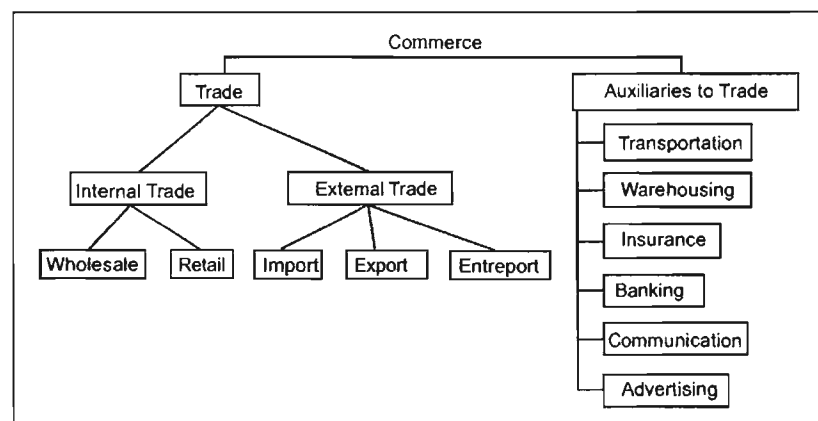 Commerce
Trade
Auxiliaries to Trade
Internal Trade
External Trade
Wholesale
Retail
Import
Export
Entreport
Transportation
Warehousing
Insurance
Banking
Communication
Advertising